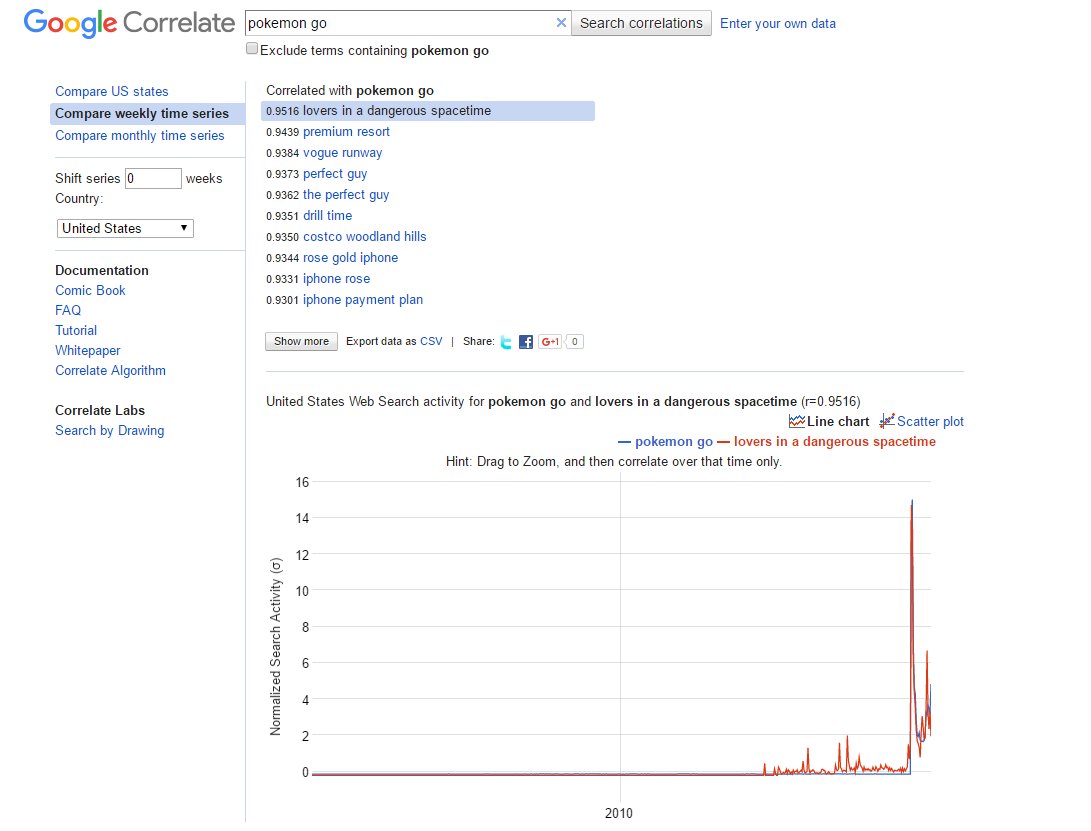 Google Correlate
pokemon go
Search correlations
Enter your own data
Exclude terms containing pokemon go
Compare US states
Compare weekly time series
Compare monthly time series
Shift series 0 weeks
Country:
United States
Documentation
Comic Book
FAQ
Tutorial
Whitepaper
Correlate Algorithm
Correlate Labs
Search by Drawing
Correlated with pokemon go
0.9516 lovers in a dangerous spacetime
0.9439 premium resort
0.9384 vogue runway
0.9373 perfect guy
0.9362 the perfect guy
0.9351 drill time
0.9350 costco woodland hills
0.9344 rose gold iphone
0.9331 iphone rose
0.9301 iphone payment plan
Show more Export data as CSV | Share: G+1 0
United States Web Search activity for pokemon go and lovers in a dangerous spacetime (r=0.9516)
Line chart Scatter plot
pokemon go lovers in a dangerous spacetime
Hint: Drag to Zoom, and then correlate over that time only.
Normalized Search Activity (σ)
16
14
12
10
8
6
4
2
0
2010